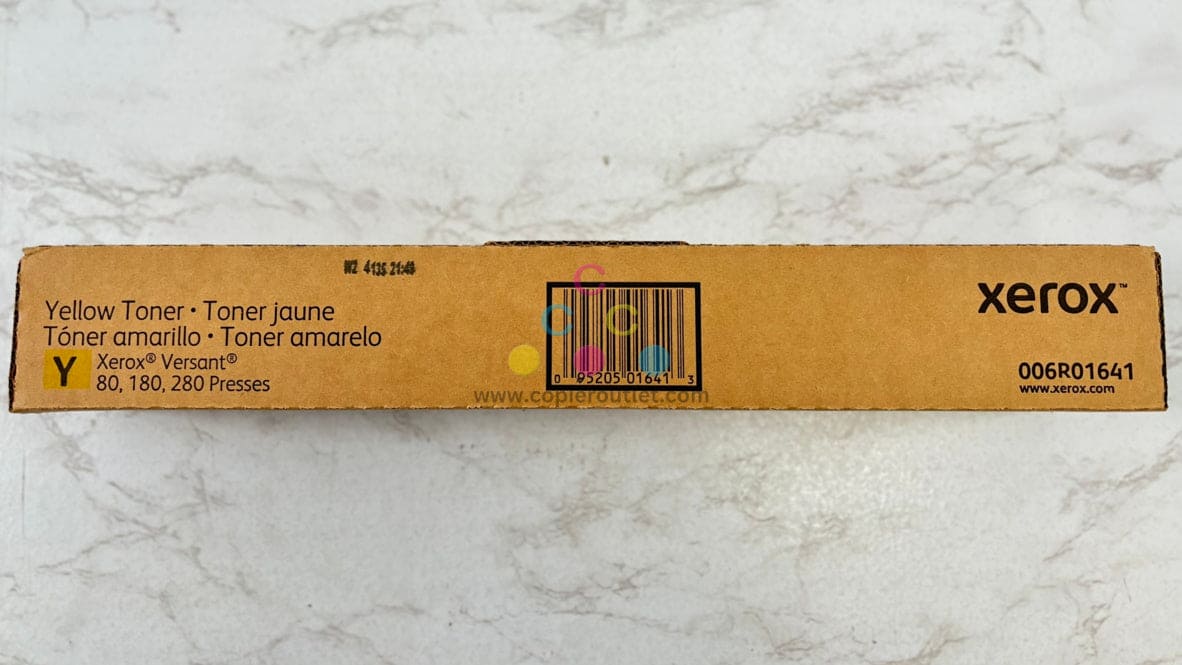 W2 4135 21:48
Yellow Toner • Toner jaune
Tóner amarillo • Toner amarelo
Y
Xerox® Versant®
80, 180, 280 Presses
C
C C
0 95205 01641 3
www.copieroutlet.com
xerox™
006R01641
www.xerox.com